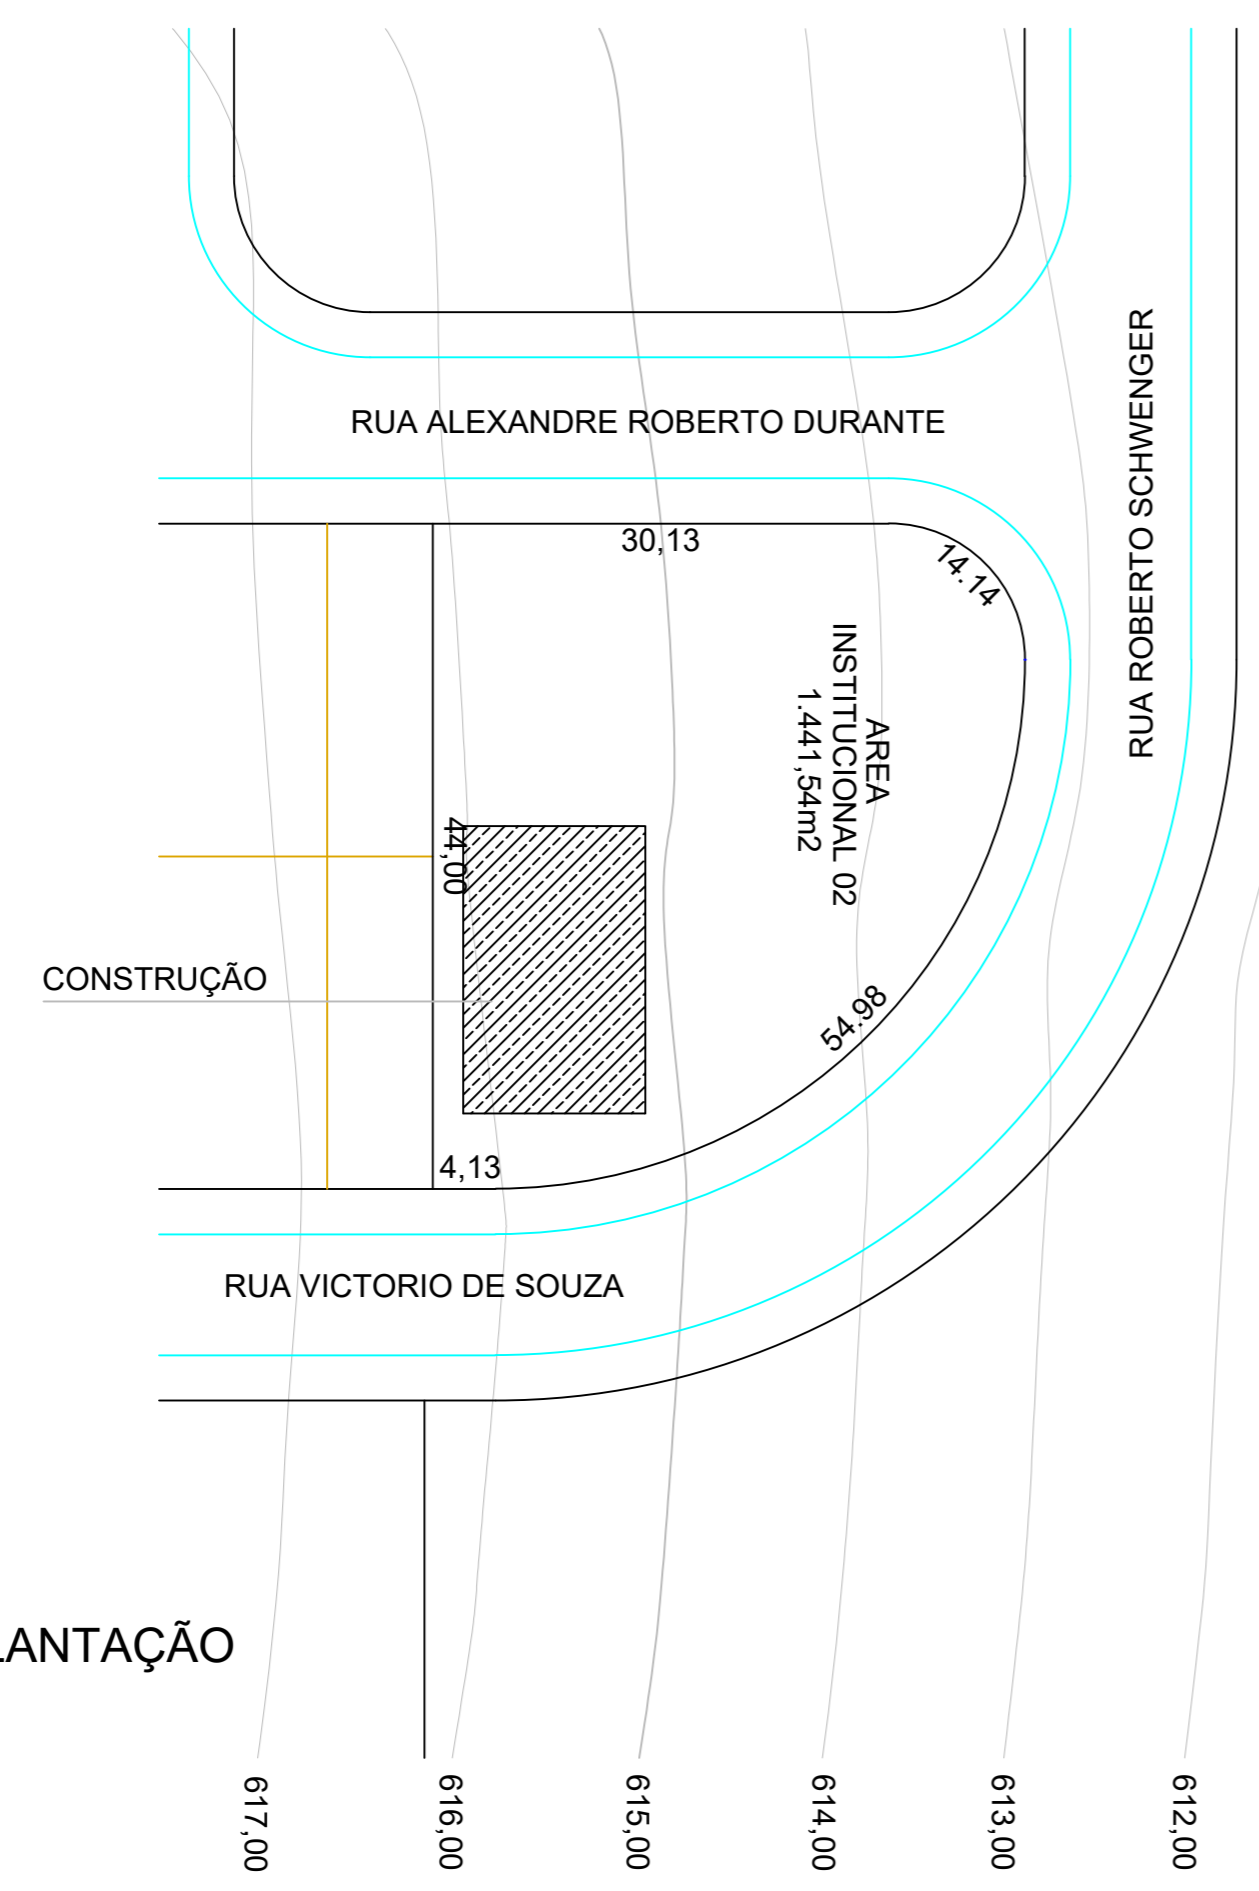 RUA ALEXANDRE ROBERTO DURANTE
RUA ROBERTO SCHWENGER
30,13
14.14
AREA
INSTITUCIONAL 02
1.441,54m2
44,00
CONSTRUÇÃO
54.98
4,13
RUA VICTORIO DE SOUZA
LANTAÇÃO
617,00
616,00
615,00
614,00
613,00
612,00